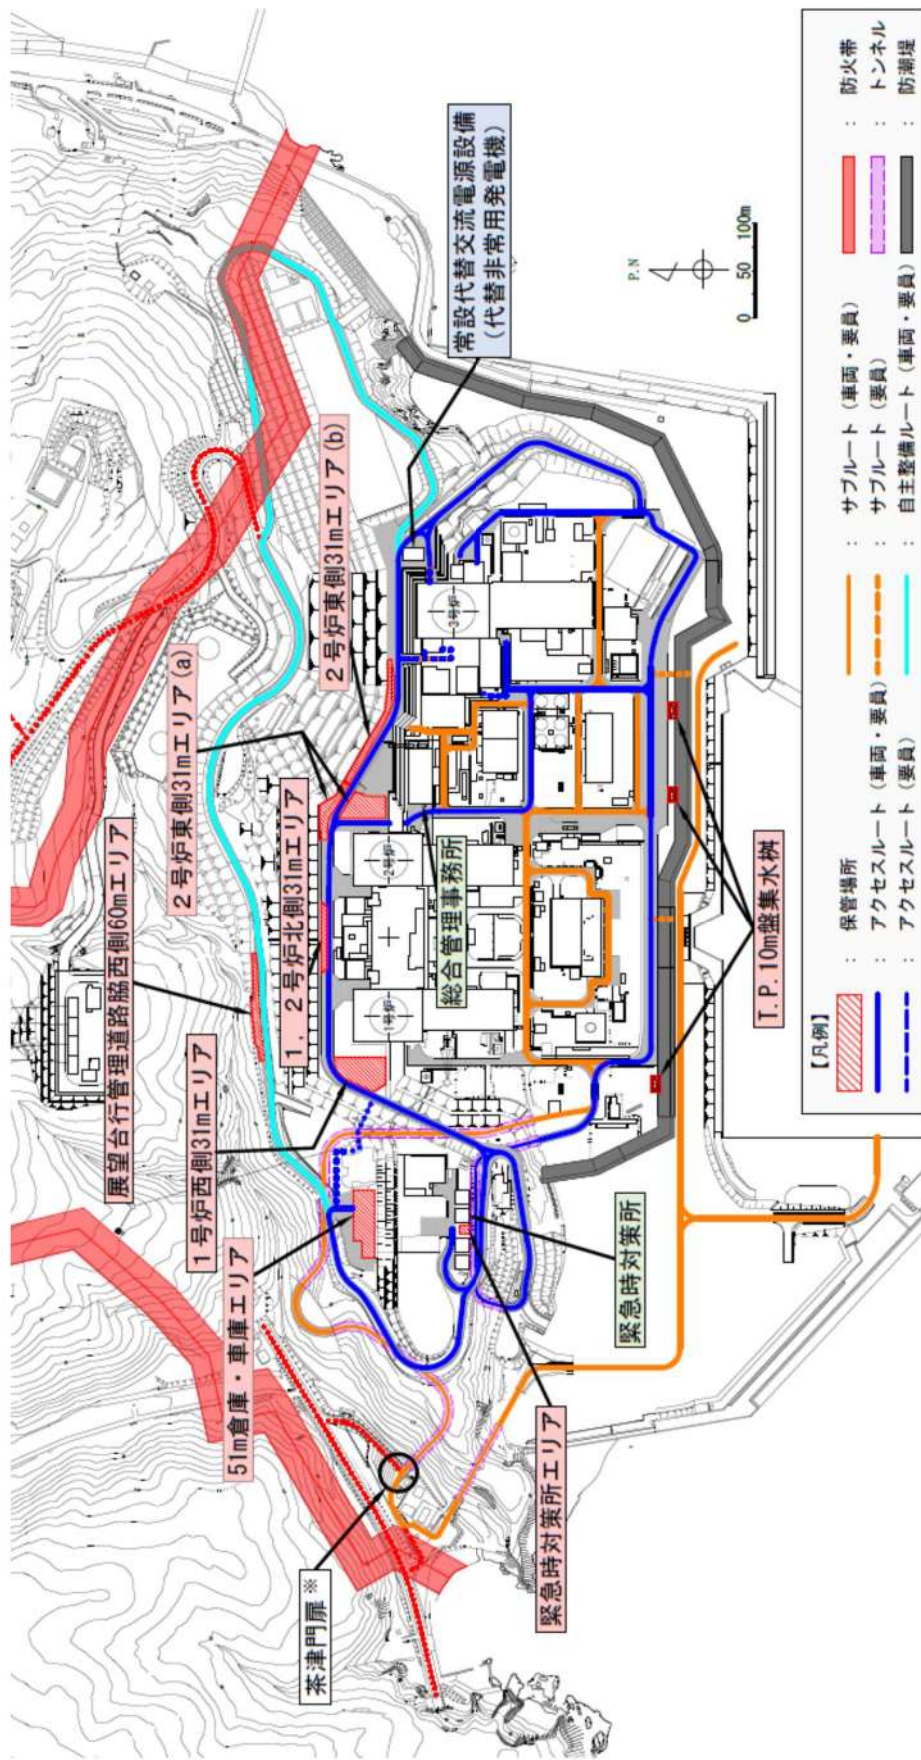 茶津門扉※
51m倉庫・車庫エリア
1号炉西側31mエリア
展望台行管理道路脇西側60mエリア
1,2号炉北側31mエリア
2号炉東側31mエリア(a)
2号炉東側31mエリア(b)
常設代替交流電源設備
(代替非常用発電機)
緊急時対策所エリア
緊急時対策所
総合管理事務所
1号炉
2号炉
3号炉
T.P.10m盤集水桝
P.N
0 50 100m
【凡例】
: 保管場所
: アクセスルート(車両・要員)
: アクセスルート(要員)
: サブルート(車両・要員)
: サブルート(要員)
: 自主整備ルート(車両・要員)
: 防火帯
: トンネル
: 防潮堤